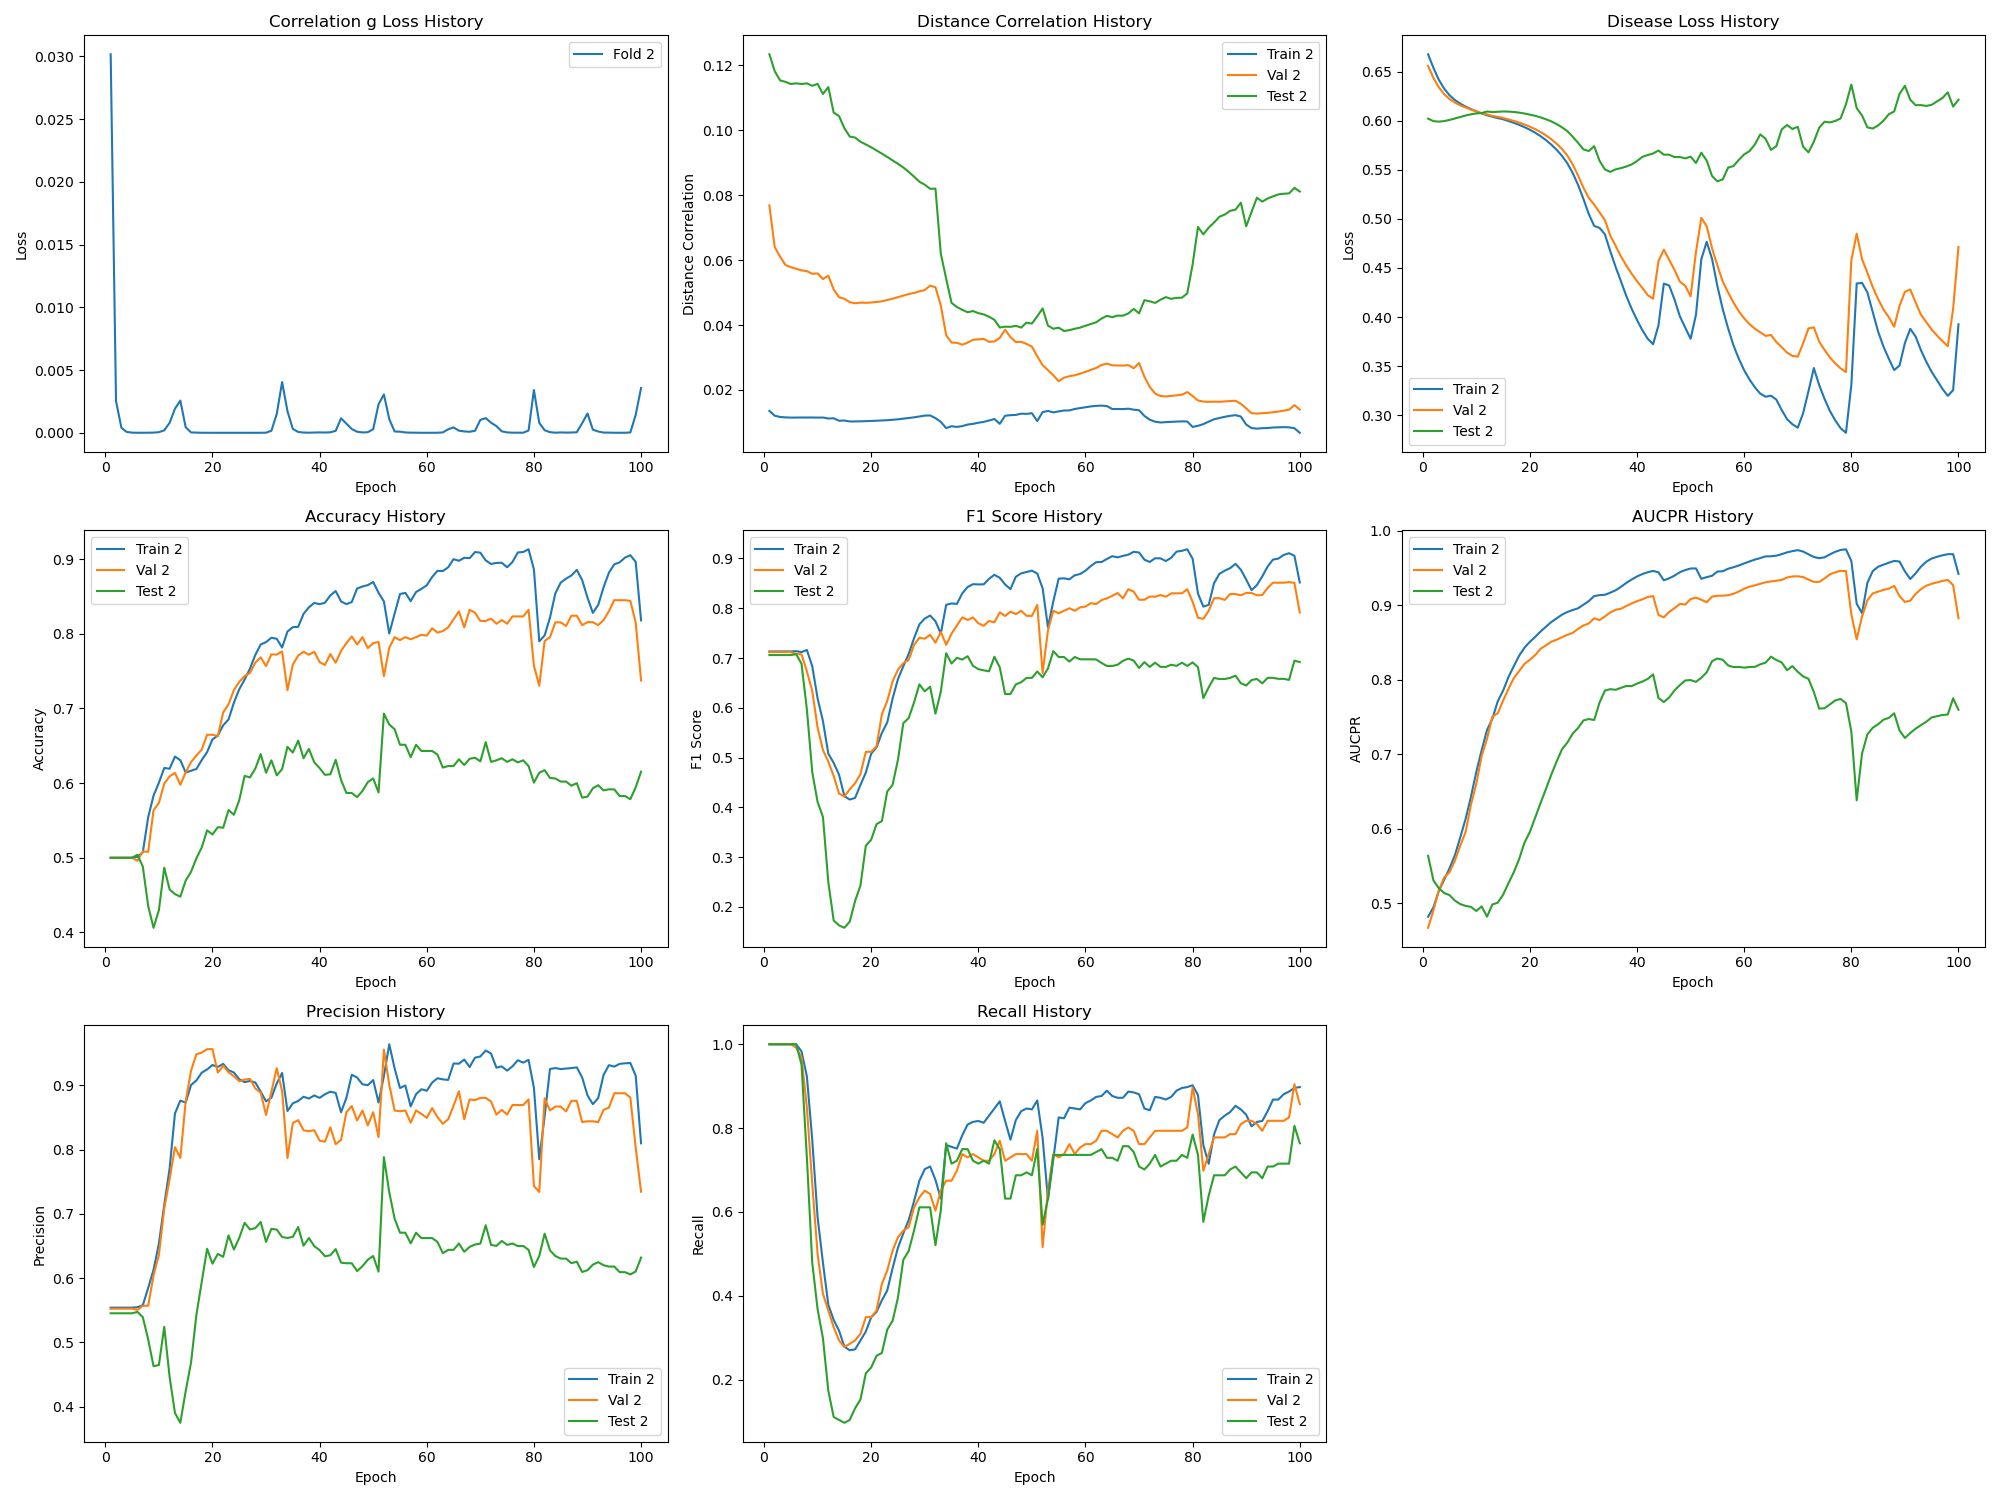 Correlation g Loss History
Loss
0.030
0.025
0.020
0.015
0.010
0.005
0.000
Fold 2
0 20 40 60 80 100
Epoch
Distance Correlation History
Distance Correlation
0.12
0.10
0.08
0.06
0.04
0.02
Train 2
Val 2
Test 2
0 20 40 60 80 100
Epoch
Disease Loss History
Loss
0.65
0.60
0.55
0.50
0.45
0.40
0.35
0.30
Train 2
Val 2
Test 2
0 20 40 60 80 100
Epoch
Accuracy History
Accuracy
0.9
0.8
0.7
0.6
0.5
0.4
Train 2
Val 2
Test 2
0 20 40 60 80 100
Epoch
F1 Score History
F1 Score
0.9
0.8
0.7
0.6
0.5
0.4
0.3
0.2
Train 2
Val 2
Test 2
0 20 40 60 80 100
Epoch
AUCPR History
AUCPR
1.0
0.9
0.8
0.7
0.6
0.5
Train 2
Val 2
Test 2
0 20 40 60 80 100
Epoch
Precision History
Precision
0.9
0.8
0.7
0.6
0.5
0.4
Train 2
Val 2
Test 2
0 20 40 60 80 100
Epoch
Recall History
Recall
1.0
0.8
0.6
0.4
0.2
Train 2
Val 2
Test 2
0 20 40 60 80 100
Epoch